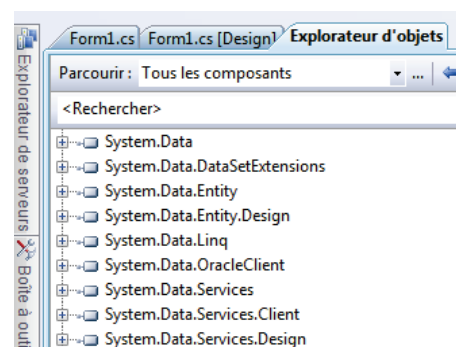 Form1.cs Form1.cs [Design] Explorateur d'objets
Parcourir : Tous les composants ...
<Rechercher>
System.Data
System.Data.DataSetExtensions
System.Data.Entity
System.Data.Entity.Design
System.Data.Linq
System.Data.OracleClient
System.Data.Services
System.Data.Services.Client
System.Data.Services.Design
Explorateur de serveurs
Boîte à outi